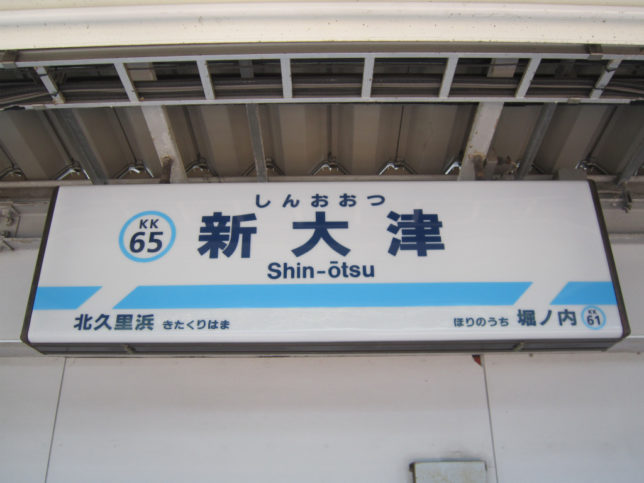 しんおおつ
KK
65
新大津
Shin-ōtsu
北久里浜 きたくりはま
ほりのうち 堀ノ内 KK 61